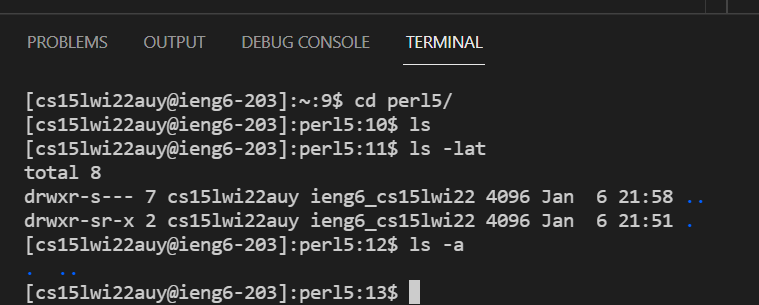 PROBLEMS OUTPUT DEBUG CONSOLE TERMINAL
[cs15lwi22auy@ieng6-203]:~:9$ cd perl5/
[cs15lwi22auy@ieng6-203]:perl5:10$ ls
[cs15lwi22auy@ieng6-203]:perl5:11$ ls -lat
total 8
drwxr-s--- 7 cs15lwi22auy ieng6_cs15lwi22 4096 Jan  6 21:58 ..
drwxr-sr-x 2 cs15lwi22auy ieng6_cs15lwi22 4096 Jan  6 21:51 .
[cs15lwi22auy@ieng6-203]:perl5:12$ ls -a
.  ..
[cs15lwi22auy@ieng6-203]:perl5:13$